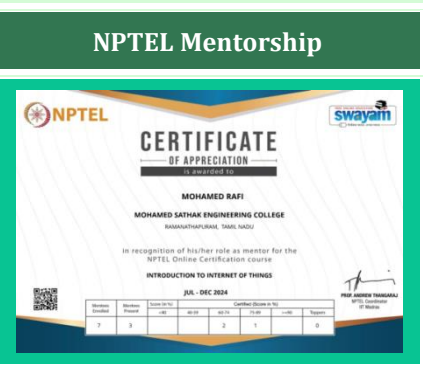 NPTEL Mentorship
NPTEL
swayam
CERTIFICATE
OF APPRECIATION
is awarded to
MOHAMED RAFI
MOHAMED SATHAK ENGINEERING COLLEGE
RAMANATHAPURAM, TAMIL NADU
In recognition of his/her role as mentor for the
NPTEL Online Certification course
INTRODUCTION TO INTERNET OF THINGS
JUL - DEC 2024
PROF. ANDREW THANGARAJ
NPTEL Coordinator
IIT Madras
Mentees Enrolled Mentees Present Score (in %) Certified (Score in %)
<40 40-59 60-74 75-89 >=90 Toppers
7 3 2 1 0